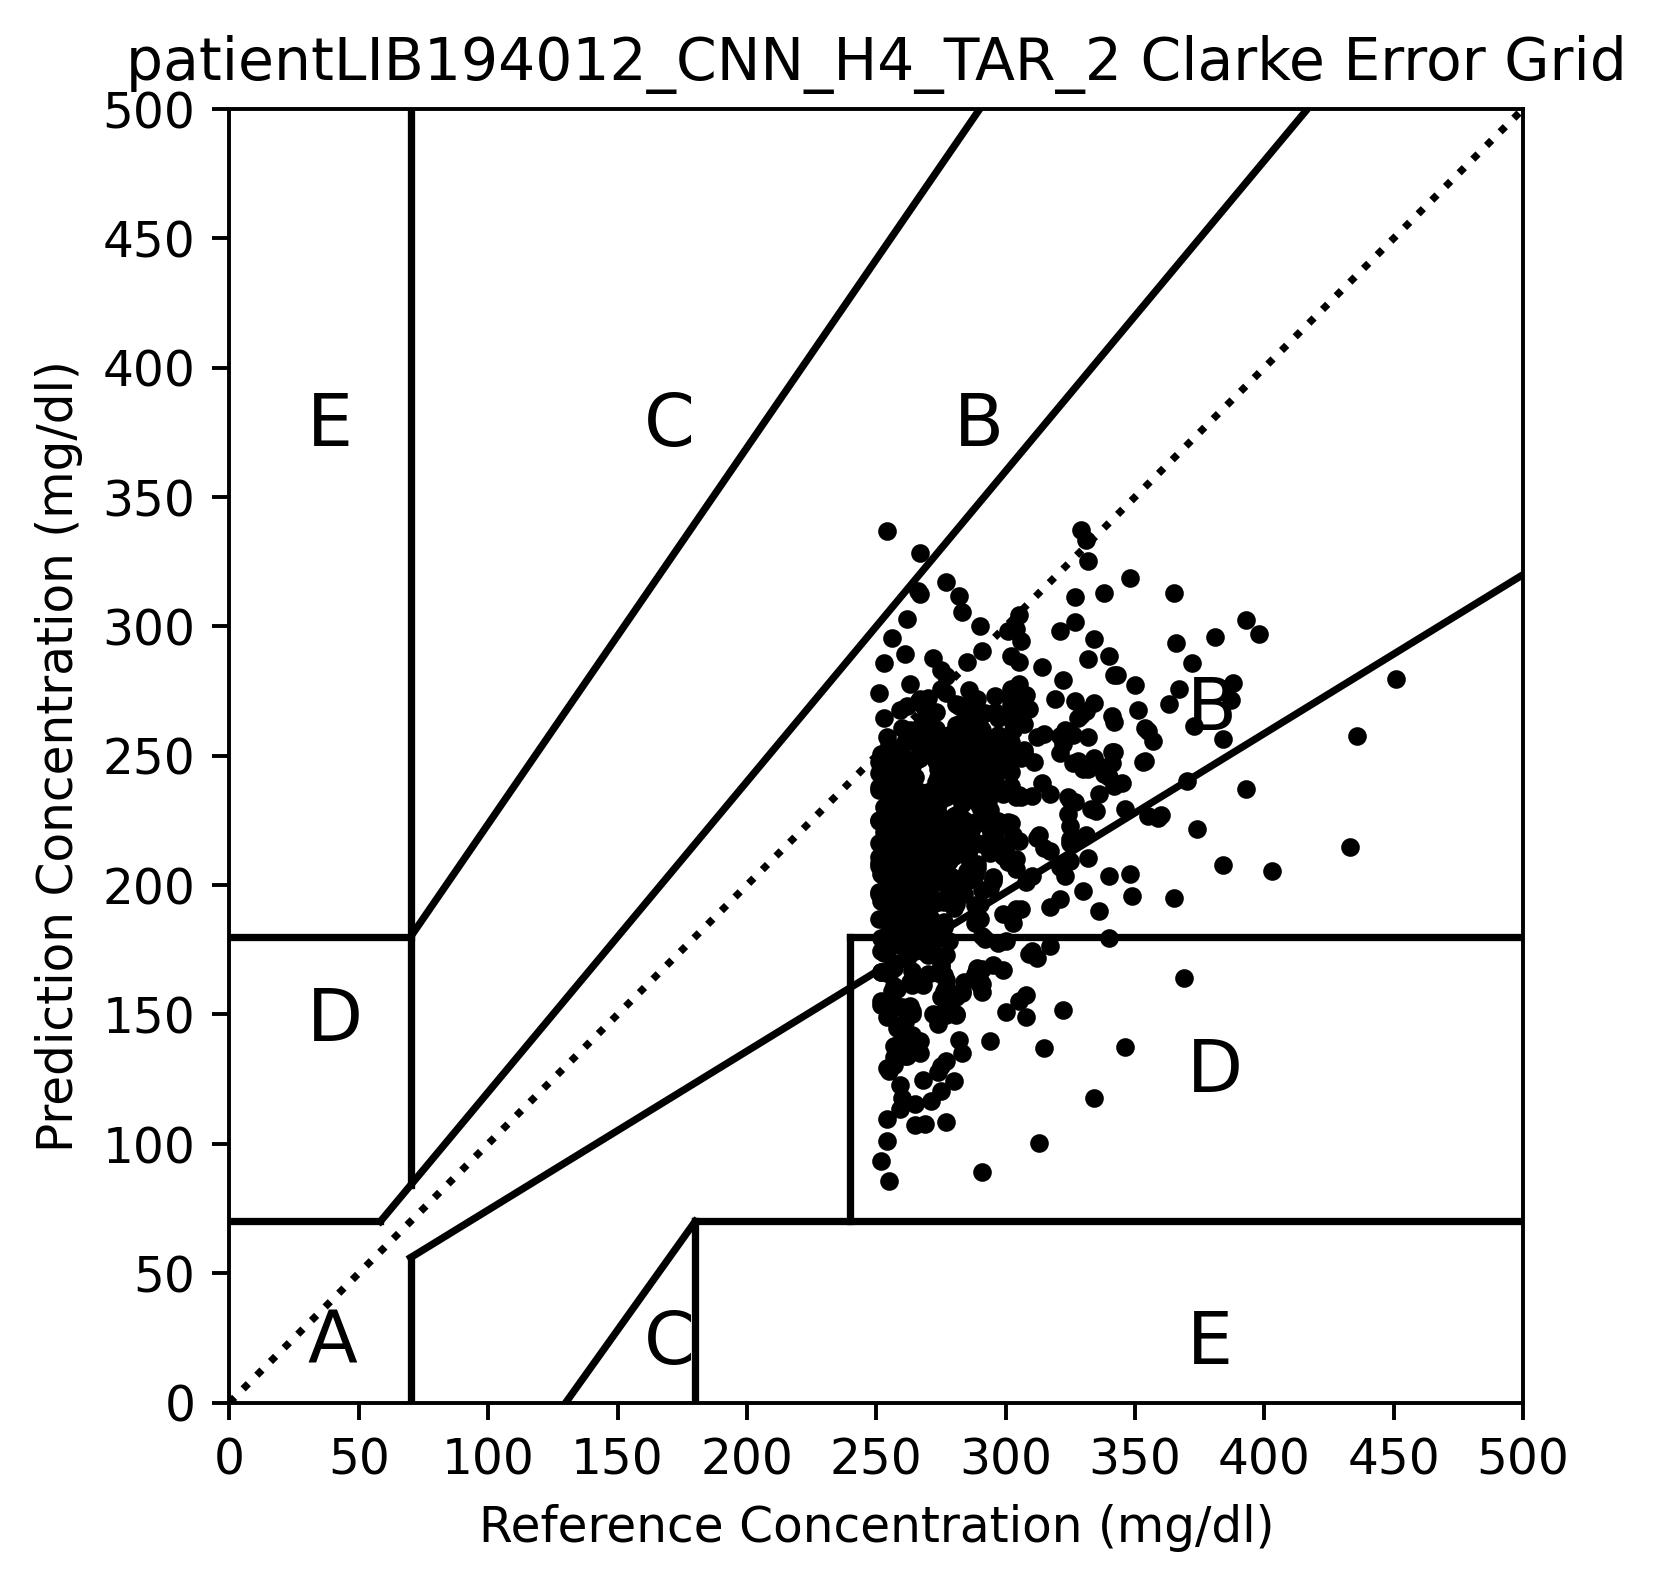 patientLIB194012_CNN_H4_TAR_2 Clarke Error Grid
500
450
400
350
300
250
200
150
100
50
0
Prediction Concentration (mg/dl)
E
C
B
B
D
D
A
C
E
0 50 100 150 200 250 300 350 400 450 500
Reference Concentration (mg/dl)